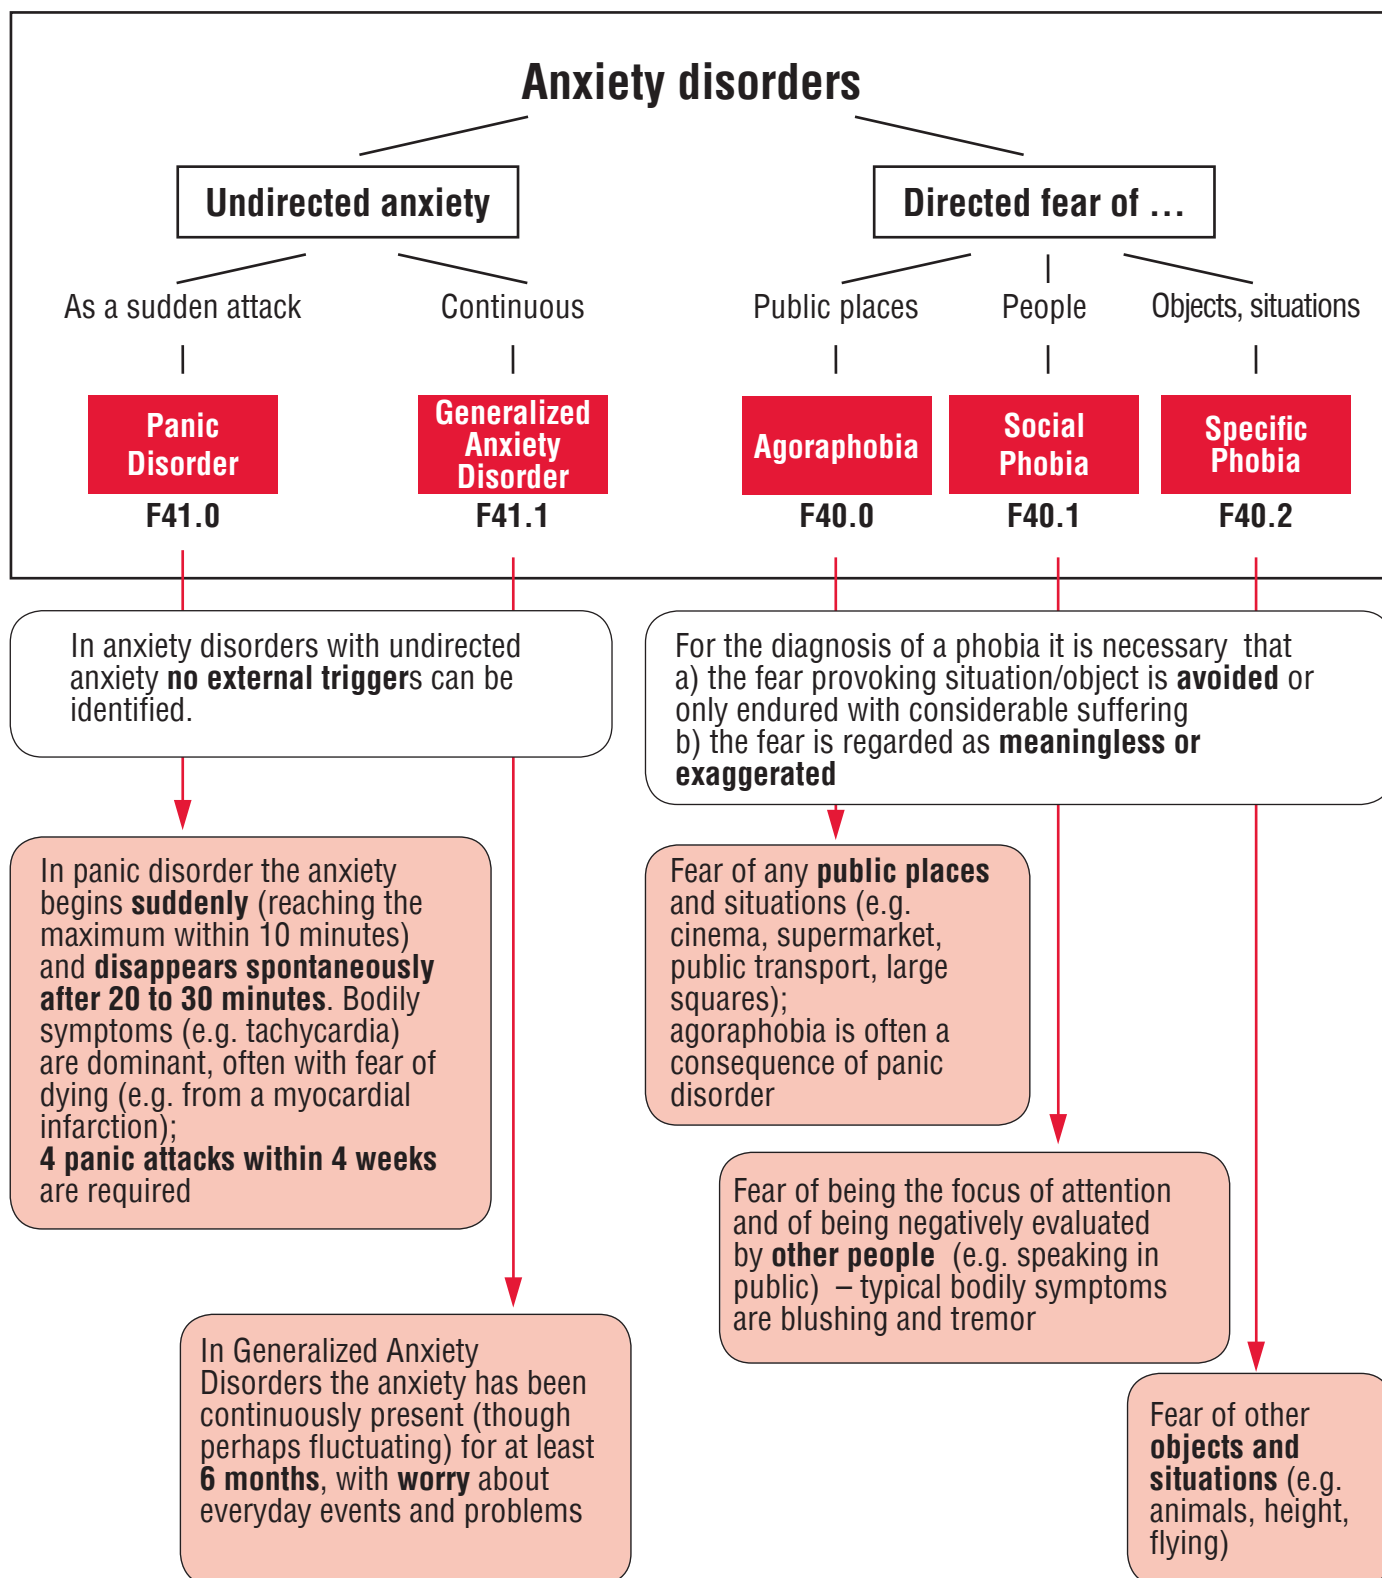 Anxiety disorders
Undirected anxiety
Directed fear of …
As a sudden attack
Continuous
Public places
People
Objects, situations
Panic
Disorder
F41.0
Generalized
Anxiety
Disorder
F41.1
Agoraphobia
F40.0
Social
Phobia
F40.1
Specific
Phobia
F40.2
In anxiety disorders with undirected
anxiety no external triggers can be
identified.
For the diagnosis of a phobia it is necessary that
a) the fear provoking situation/object is avoided or
only endured with considerable suffering
b) the fear is regarded as meaningless or
exaggerated
In panic disorder the anxiety
begins suddenly (reaching the
maximum within 10 minutes)
and disappears spontaneously
after 20 to 30 minutes. Bodily
symptoms (e.g. tachycardia)
are dominant, often with fear of
dying (e.g. from a myocardial
infarction);
4 panic attacks within 4 weeks
are required
Fear of any public places
and situations (e.g.
cinema, supermarket,
public transport, large
squares);
agoraphobia is often a
consequence of panic
disorder
Fear of being the focus of attention
and of being negatively evaluated
by other people (e.g. speaking in
public) – typical bodily symptoms
are blushing and tremor
In Generalized Anxiety
Disorders the anxiety has been
continuously present (though
perhaps fluctuating) for at least
6 months, with worry about
everyday events and problems
Fear of other
objects and
situations (e.g.
animals, height,
flying)